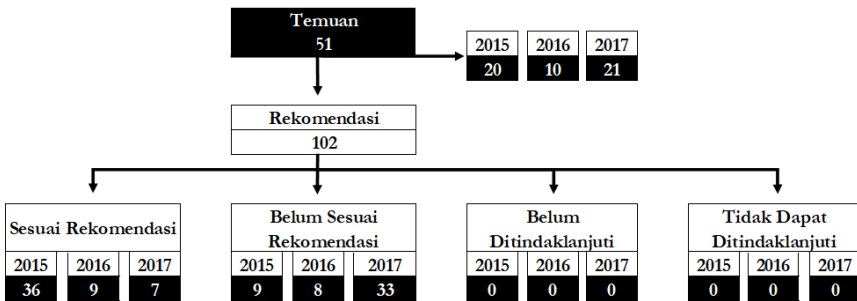 Temuan
51
2015 2016 2017
20 10 21
Rekomendasi
102
Sesuai Rekomendasi
2015 2016 2017
36 9 7
Belum Sesuai
Rekomendasi
2015 2016 2017
9 8 33
Belum
Ditindaklanjuti
2015 2016 2017
0 0 0
Tidak Dapat
Ditindaklanjuti
2015 2016 2017
0 0 0